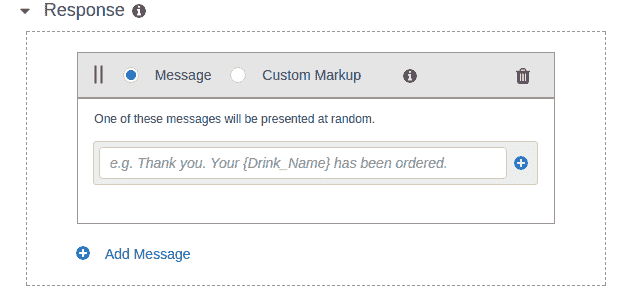 Response
Message Custom Markup
One of these messages will be presented at random.
e.g. Thank you. Your {Drink_Name} has been ordered.
Add Message